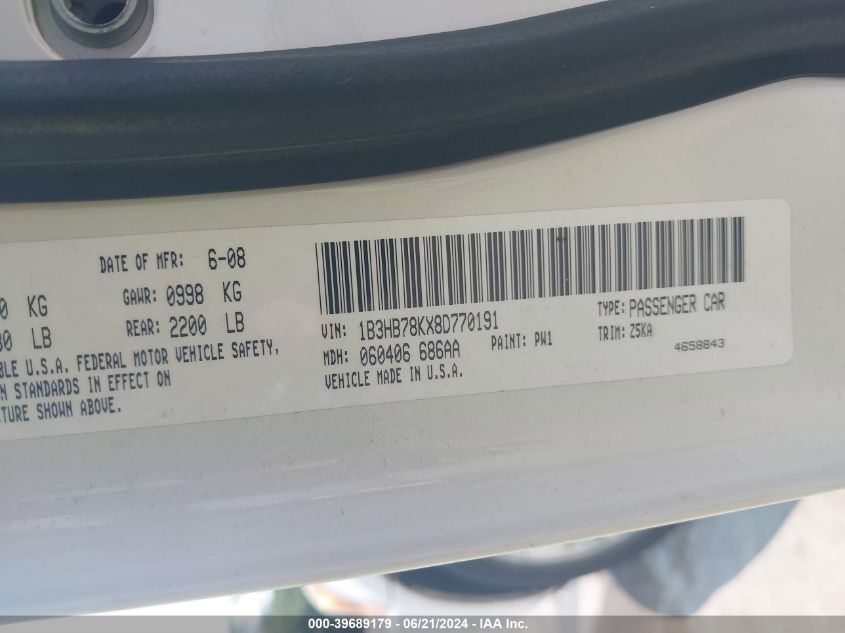 DATE OF MFR: 6-08
0 KG GAWR: 0998 KG
30 LB REAR: 2200 LB
BLE U.S.A. FEDERAL MOTOR VEHICLE SAFETY,
N STANDARDS IN EFFECT ON
TURE SHOWN ABOVE.
VIN: 1B3HB78KX8D770191 TYPE: PASSENGER CAR
MDH: 060406 686AA PAINT: PW1 TRIM: Z5KA
VEHICLE MADE IN U.S.A. 4658843
000-39689179 - 06/21/2024 - IAA Inc.